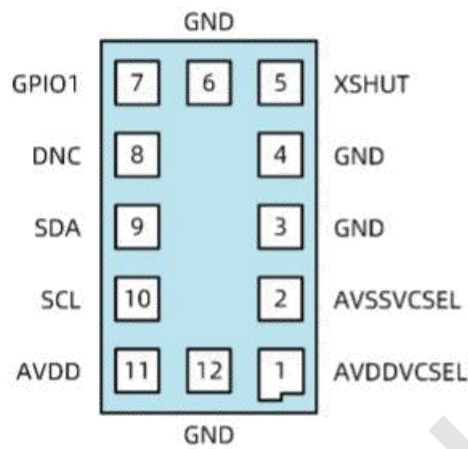 GND
GPIO1 7 6 5 XSHUT
DNC 8 4 GND
SDA 9 3 GND
SCL 10 2 AVSSVCSEL
AVDD 11 12 1 AVDDVCSEL
GND